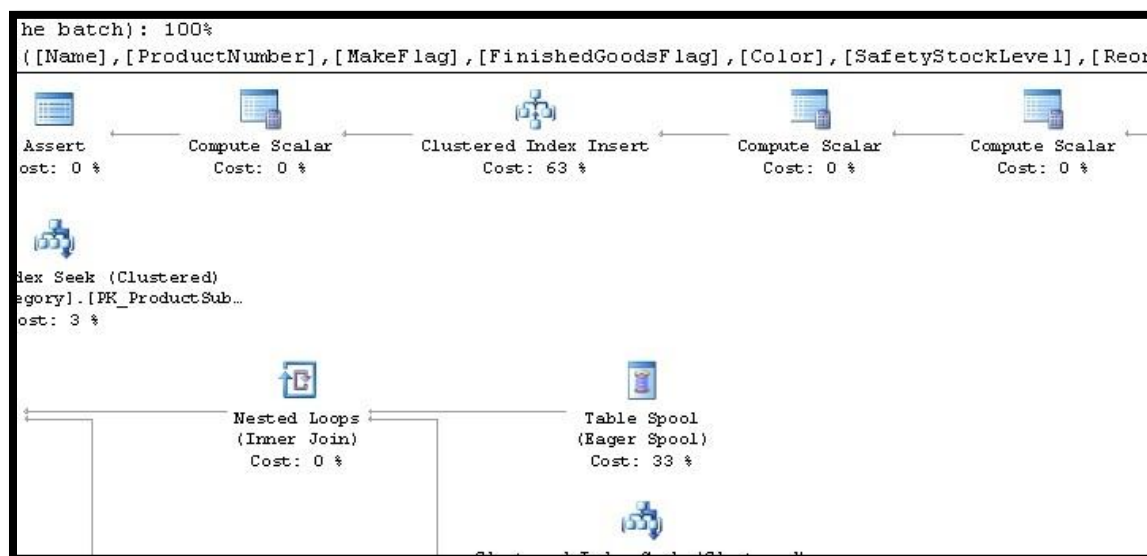 he batch): 100%
([Name],[ProductNumber],[MakeFlag],[FinishedGoodsFlag],[Color],[SafetyStockLevel],[Reor
Assert
ost: 0 %
Compute Scalar
Cost: 0 %
Clustered Index Insert
Cost: 63 %
Compute Scalar
Cost: 0 %
Compute Scalar
Cost: 0 %
dex Seek (Clustered)
egory].[PK_ProductSub…
ost: 3 %
Nested Loops
(Inner Join)
Cost: 0 %
Table Spool
(Eager Spool)
Cost: 33 %